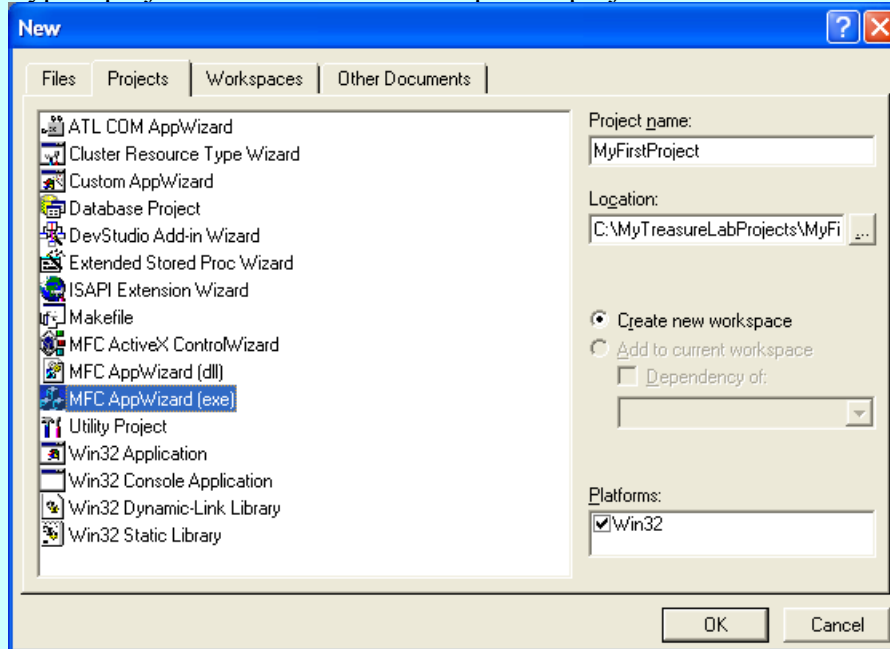 New
Files Projects Workspaces Other Documents
ATL COM AppWizard
Cluster Resource Type Wizard
Custom AppWizard
Database Project
DevStudio Add-in Wizard
Extended Stored Proc Wizard
ISAPI Extension Wizard
Makefile
MFC ActiveX ControlWizard
MFC AppWizard (dll)
MFC AppWizard (exe)
Utility Project
Win32 Application
Win32 Console Application
Win32 Dynamic-Link Library
Win32 Static Library
Project name:
MyFirstProject
Location:
C:\MyTreasureLabProjects\MyFi ...
Create new workspace
Add to current workspace
Dependency of:
Platforms:
Win32
OK Cancel